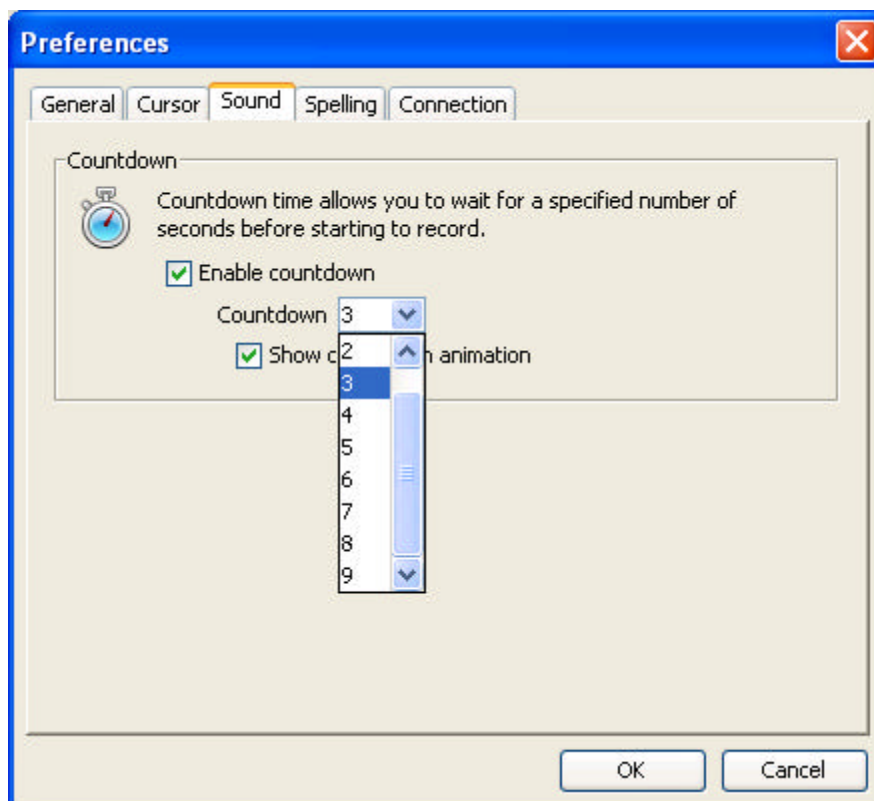 Preferences
General Cursor Sound Spelling Connection
Countdown
Countdown time allows you to wait for a specified number of
seconds before starting to record.
Enable countdown
Countdown 3
Show animation
2
3
4
5
6
7
8
9
OK Cancel